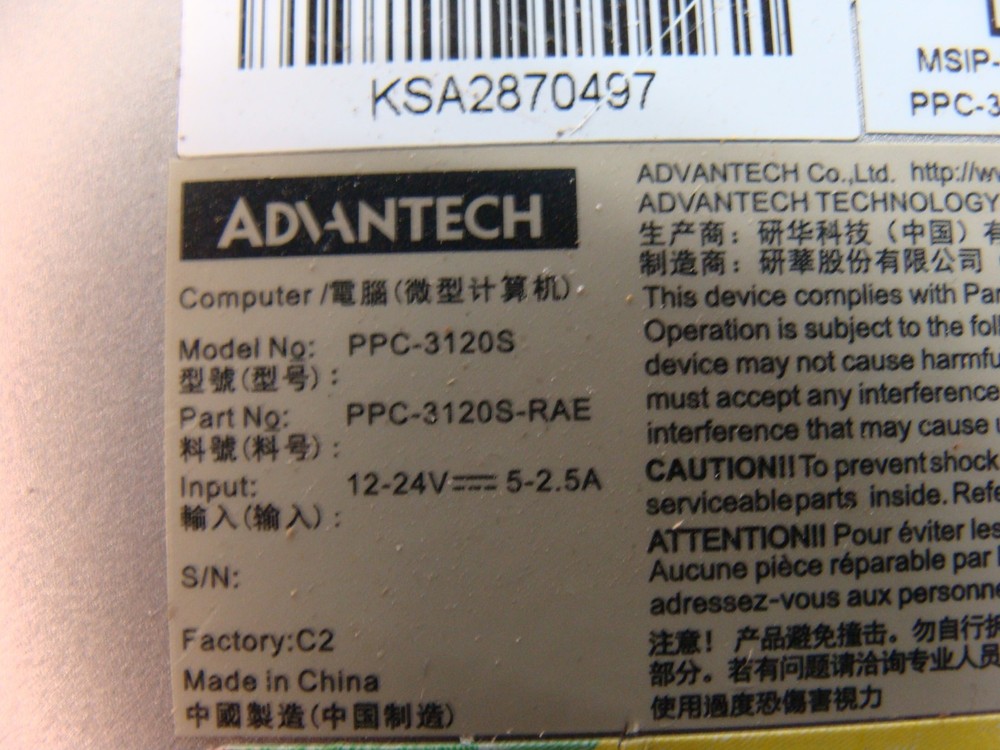 KSA2870497
MSIP-
PPC-3
ADVANTECH
Computer /電腦(微型计算机)
Model No: PPC-3120S
型號(型号):
Part No: PPC-3120S-RAE
料號(料号):
Input: 12-24V⎓ 5-2.5A
輸入(输入):
S/N:
Factory:C2
Made in China
中國製造(中国制造)
ADVANTECH Co.,Ltd. http://w
ADVANTECH TECHNOLOGY
生产商：研华科技（中国）有
制造商：研華股份有限公司
This device complies with Par
Operation is subject to the foll
device may not cause harmfu
must accept any interference
interference that may cause u
CAUTION!! To prevent shock
serviceable parts inside. Refe
ATTENTION!! Pour éviter les
Aucune pièce réparable par l
adressez-vous aux personne
注意！产品避免撞击。勿自行拆
部分。若有问题请洽询专业人员
使用過度恐傷害視力